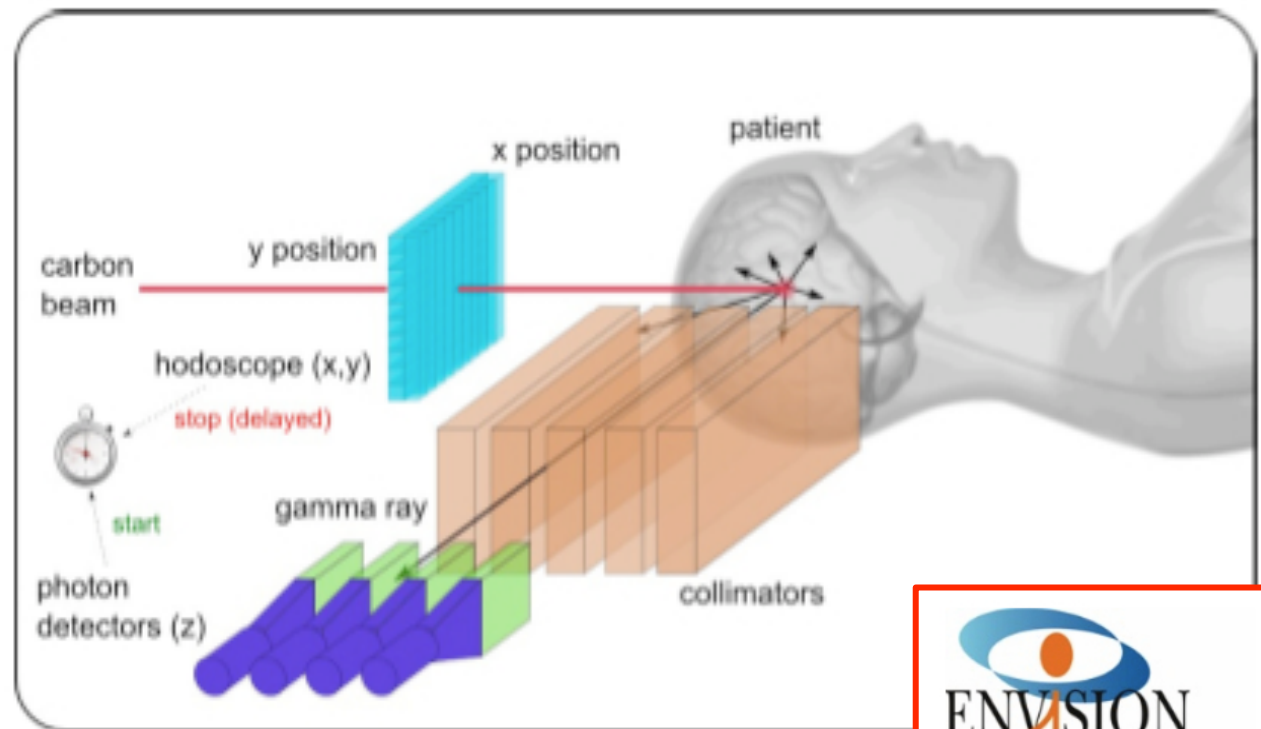 patient
x position
y position
carbon
beam
hodoscope (x,y)
stop (delayed)
gamma ray
start
photon
detectors (z)
collimators
ENVISION